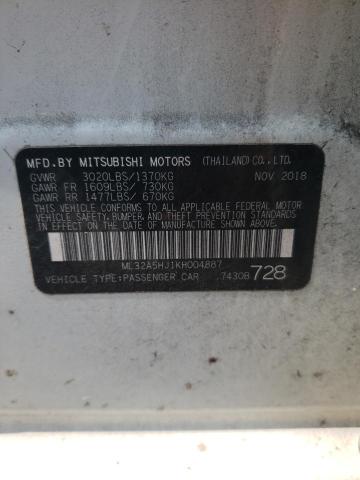 MFD.BY MITSUBISHI MOTORS (THAILAND) CO.,LTD.
GVWR 3020LBS/1370KG NOV 2018
GAWR FR 1609LBS/ 730KG
GAWR RR 1477LBS/ 670KG
THIS VEHICLE CONFORMS TO ALL APPLICABLE U.S. FEDERAL MOTOR VEHICLE
SAFETY, BUMPER, AND THEFT PREVENTION STANDARDS
IN EFFECT ON THE DATE OF MANUFACTURE SHOWN ABOVE.
ML32A5HJ1KH004887
VEHICLE TYPE:PASSENGER CAR 7430B 728